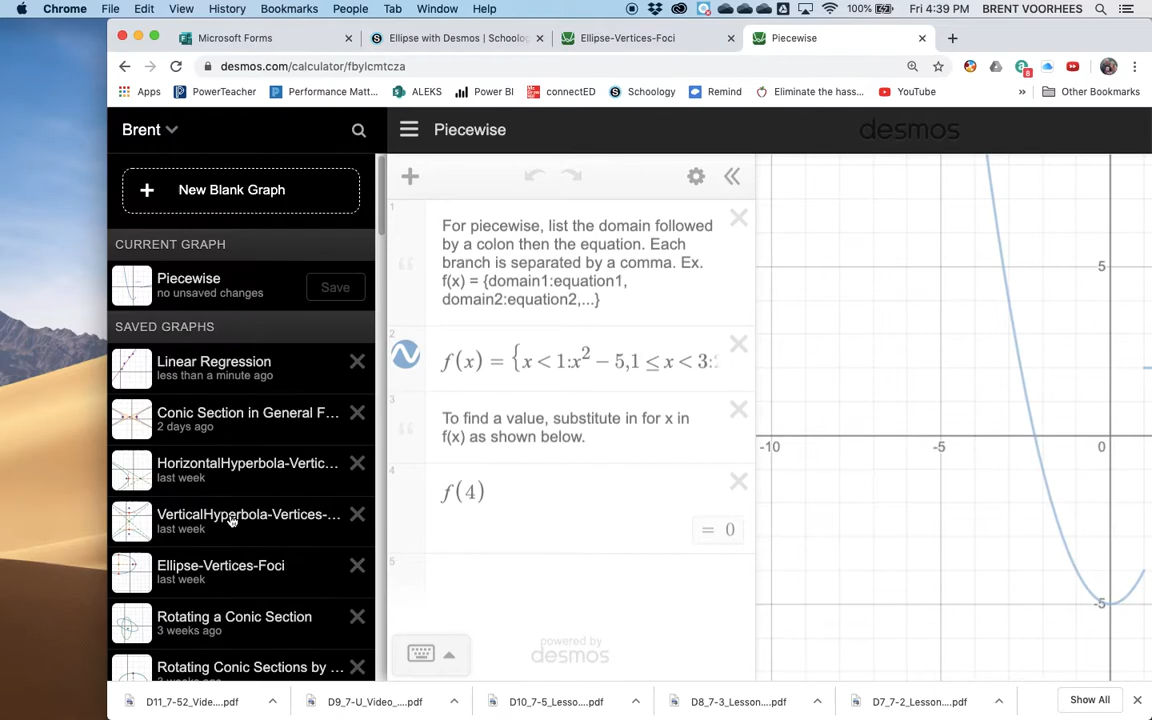 Chrome File Edit View History Bookmarks People Tab Window Help 100% Fri 4:39 PM BRENT VOORHEES
Microsoft Forms Ellipse with Desmos | Schoolog Ellipse-Vertices-Foci Piecewise
desmos.com/calculator/fbylcmtcza 8
Apps PowerTeacher Performance Matt... ALEKS Power BI connectED Schoology Remind Eliminate the hass... YouTube » Other Bookmarks
Brent Piecewise desmos
+ New Blank Graph
CURRENT GRAPH
Piecewise
no unsaved changes
Save
SAVED GRAPHS
Linear Regression
less than a minute ago
Conic Section in General F...
2 days ago
HorizontalHyperbola-Vertic...
last week
VerticalHyperbola-Vertices-...
last week
Ellipse-Vertices-Foci
last week
Rotating a Conic Section
3 weeks ago
Rotating Conic Sections by ...
1
For piecewise, list the domain followed
by a colon then the equation. Each
branch is separated by a comma. Ex.
f(x) = {domain1:equation1,
domain2:equation2,...}
2
f(x) = {x < 1:x² − 5,1 ≤ x < 3:
3
To find a value, substitute in for x in
f(x) as shown below.
4
f(4)
= 0
5
powered by
desmos
5
-10 -5 0
-5
D11_7-52_Vide....pdf D9_7-U_Video_....pdf D10_7-5_Lesso....pdf D8_7-3_Lesson....pdf D7_7-2_Lesson....pdf Show All